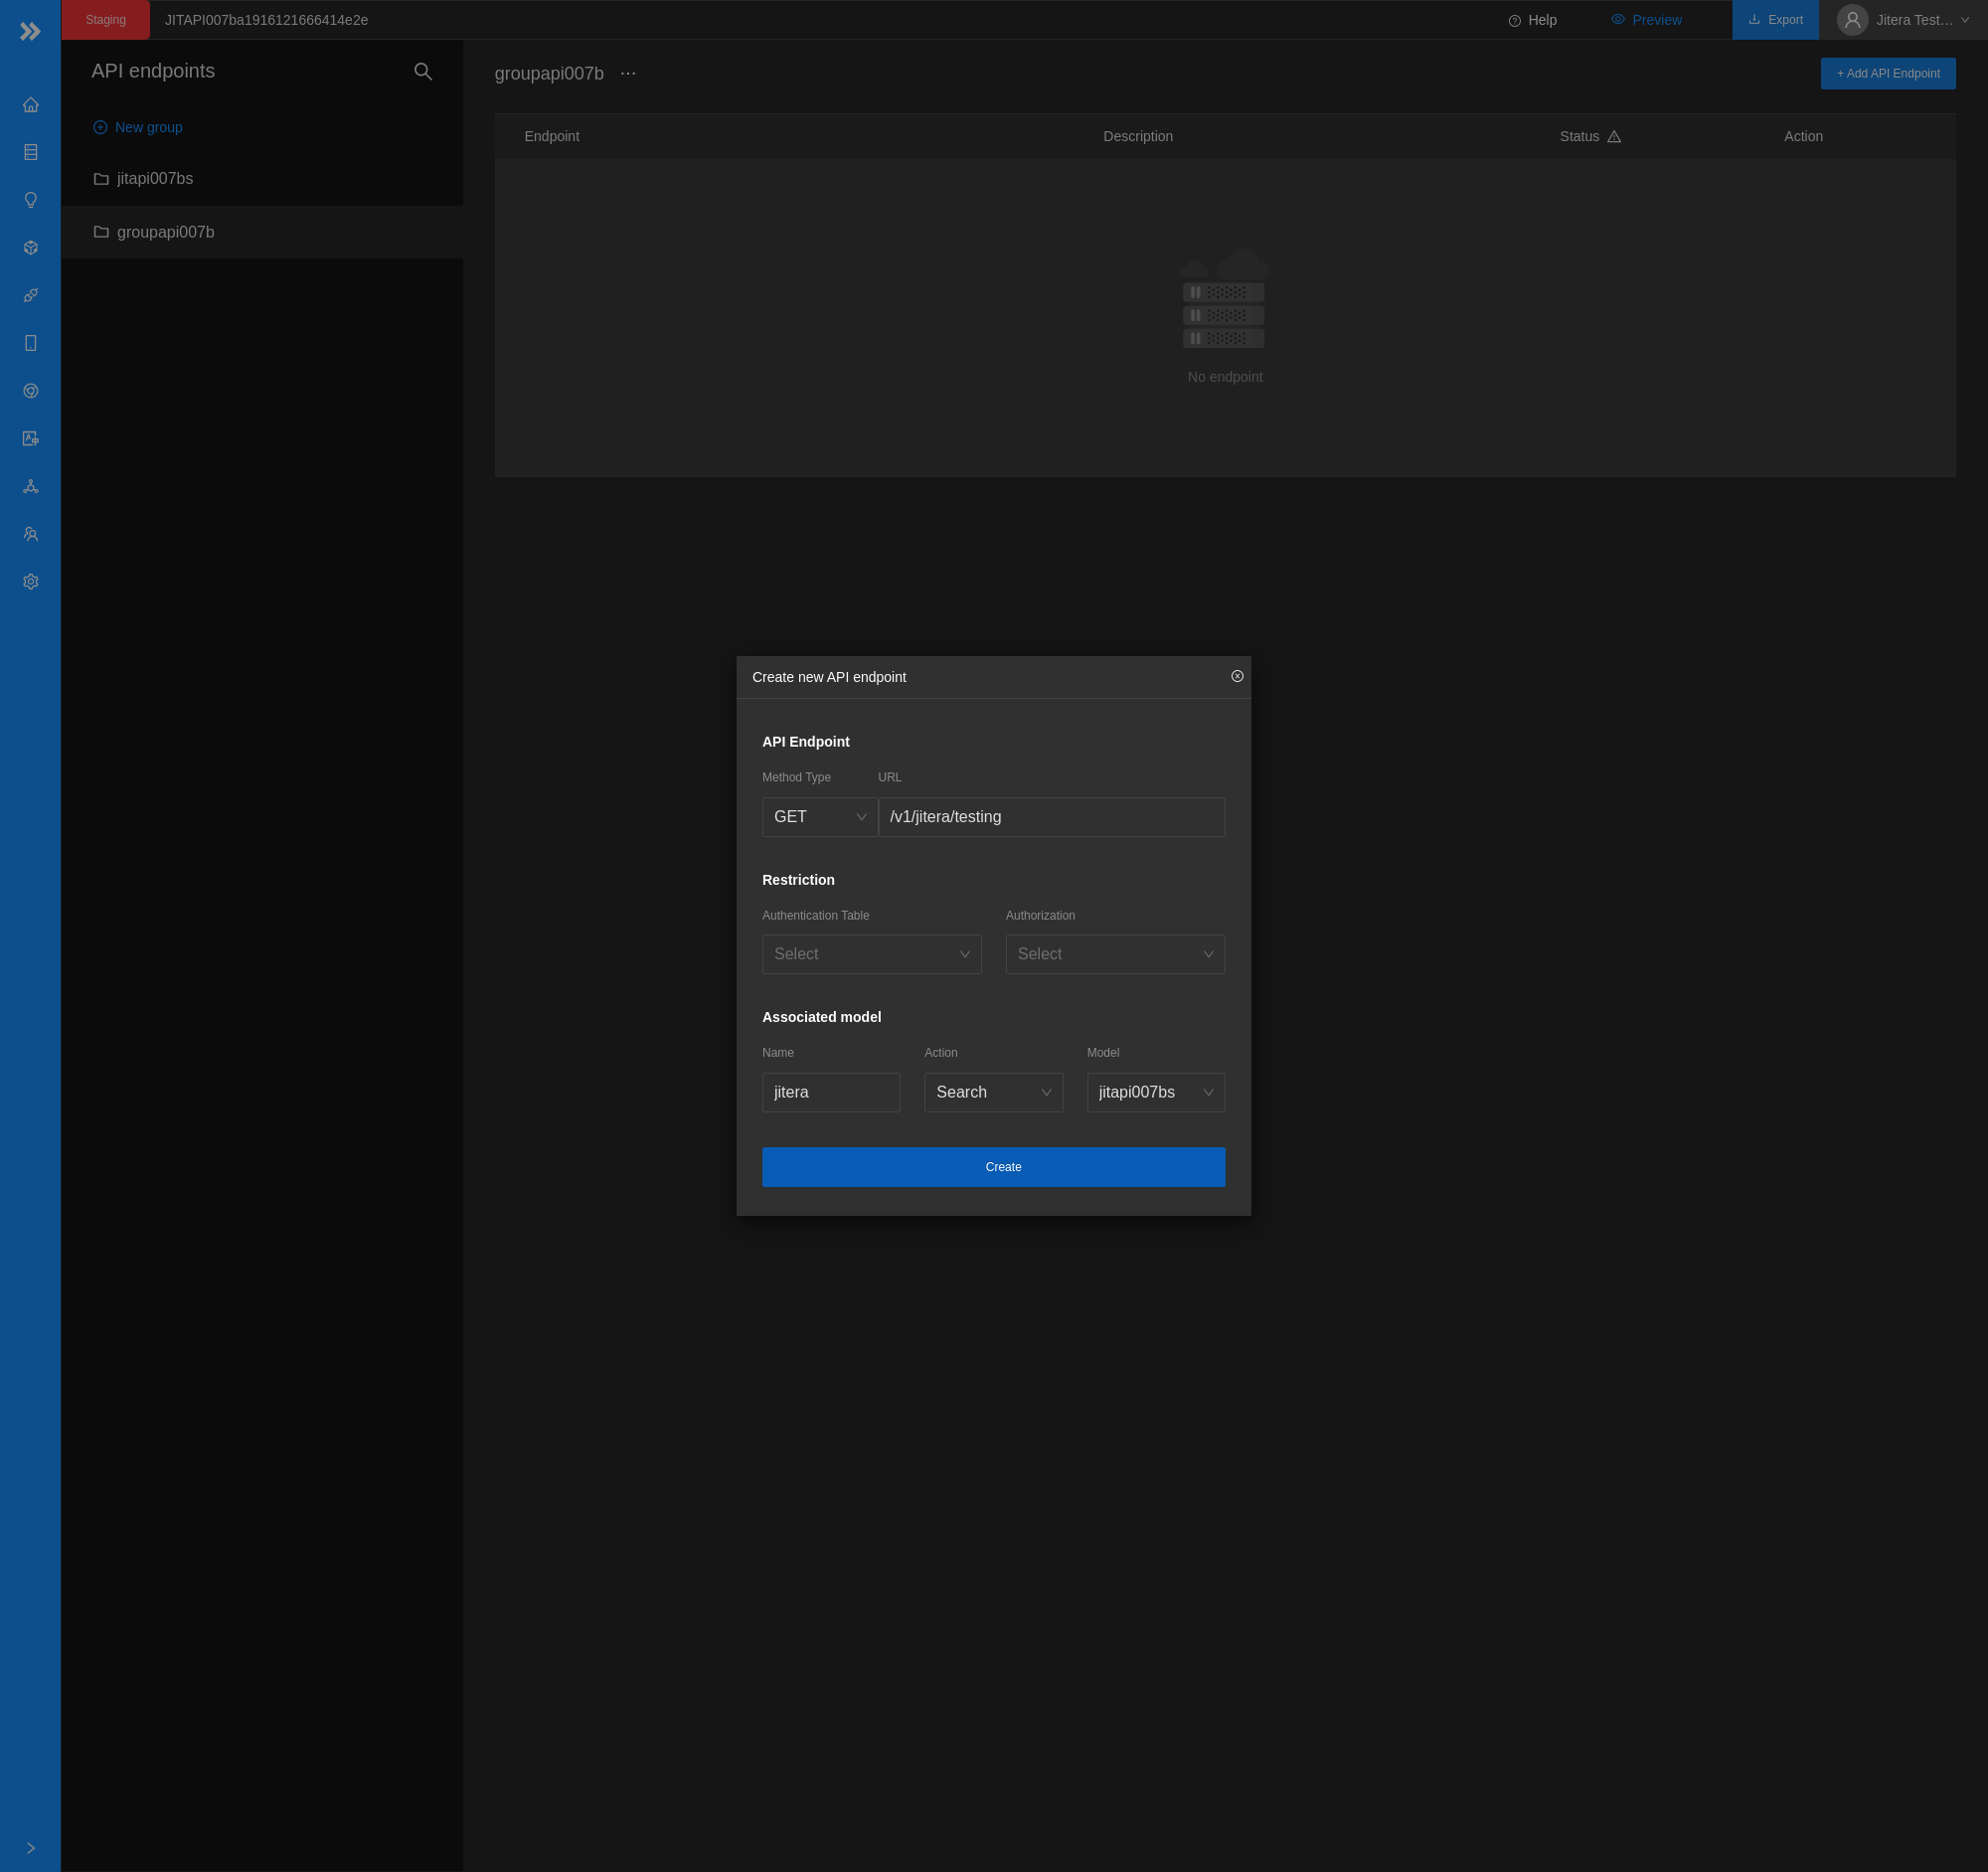 Staging
JITAPI007ba1916121666414e2e
Help
Preview
Export
Jitera Test…
API endpoints
New group
jitapi007bs
groupapi007b
groupapi007b ···
+ Add API Endpoint
Endpoint Description Status Action
No endpoint
Create new API endpoint
API Endpoint
Method Type URL
GET /v1/jitera/testing
Restriction
Authentication Table Authorization
Select Select
Associated model
Name Action Model
jitera Search jitapi007bs
Create